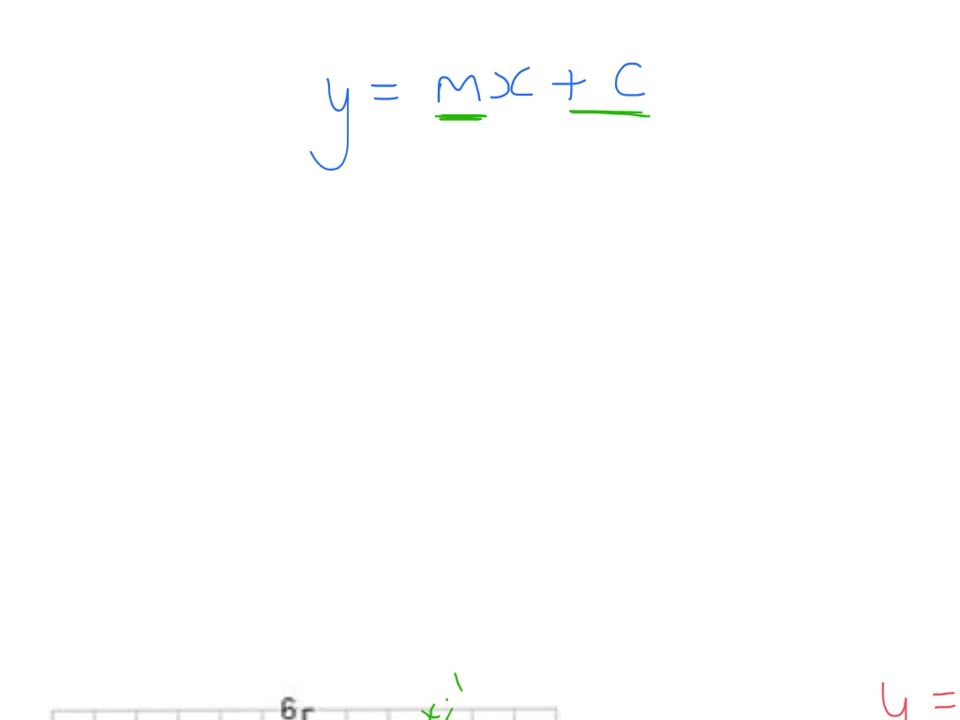 y = mx + c
6
y =